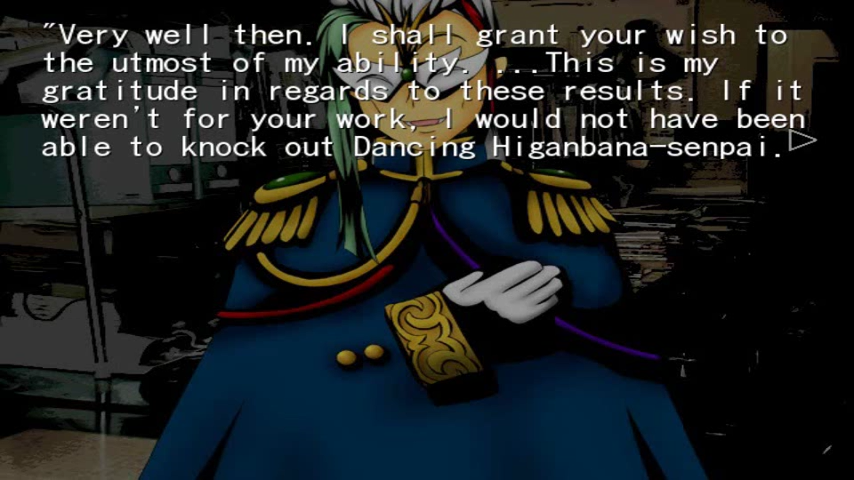 "Very well then. I shall grant your wish to
the utmost of my ability. ...This is my
gratitude in regards to these results. If it
weren't for your work, I would not have been
able to knock out Dancing Higanbana-senpai.